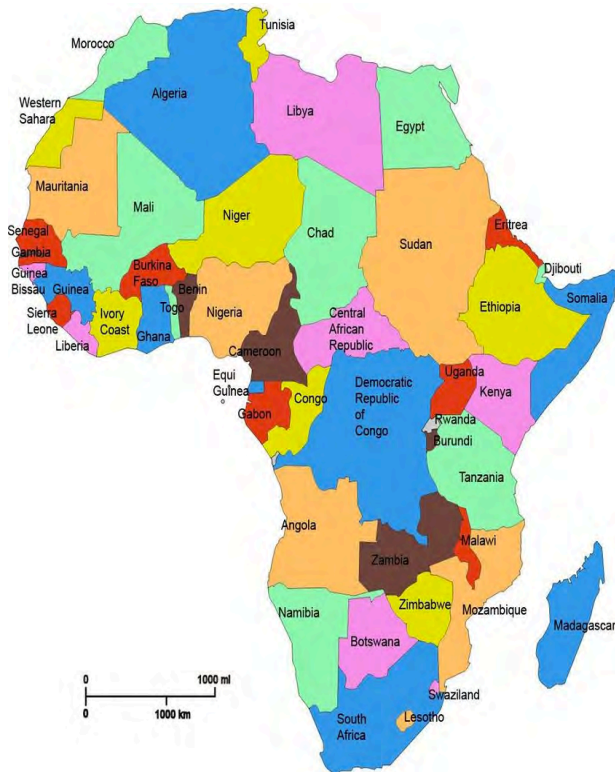 Tunisia
Morocco
Algeria
Libya
Egypt
Western
Sahara
Mauritania
Mali
Niger
Chad
Sudan
Eritrea
Senegal
Gambia
Guinea
Bissau
Guinea
Burkina
Faso
Benin
Djibouti
Nigeria
Ethiopia
Somalia
Sierra
Leone
Ivory
Coast
Togo
Ghana
Liberia
Central
African
Republic
Cameroon
Equi
Guinea
Gabon
Congo
Democratic
Republic
of
Congo
Uganda
Kenya
Rwanda
Burundi
Tanzania
Angola
Zambia
Malawi
Mozambique
Zimbabwe
Madagascar
Namibia
Botswana
Swaziland
South
Africa
Lesotho
0 1000 ml
0 1000 km